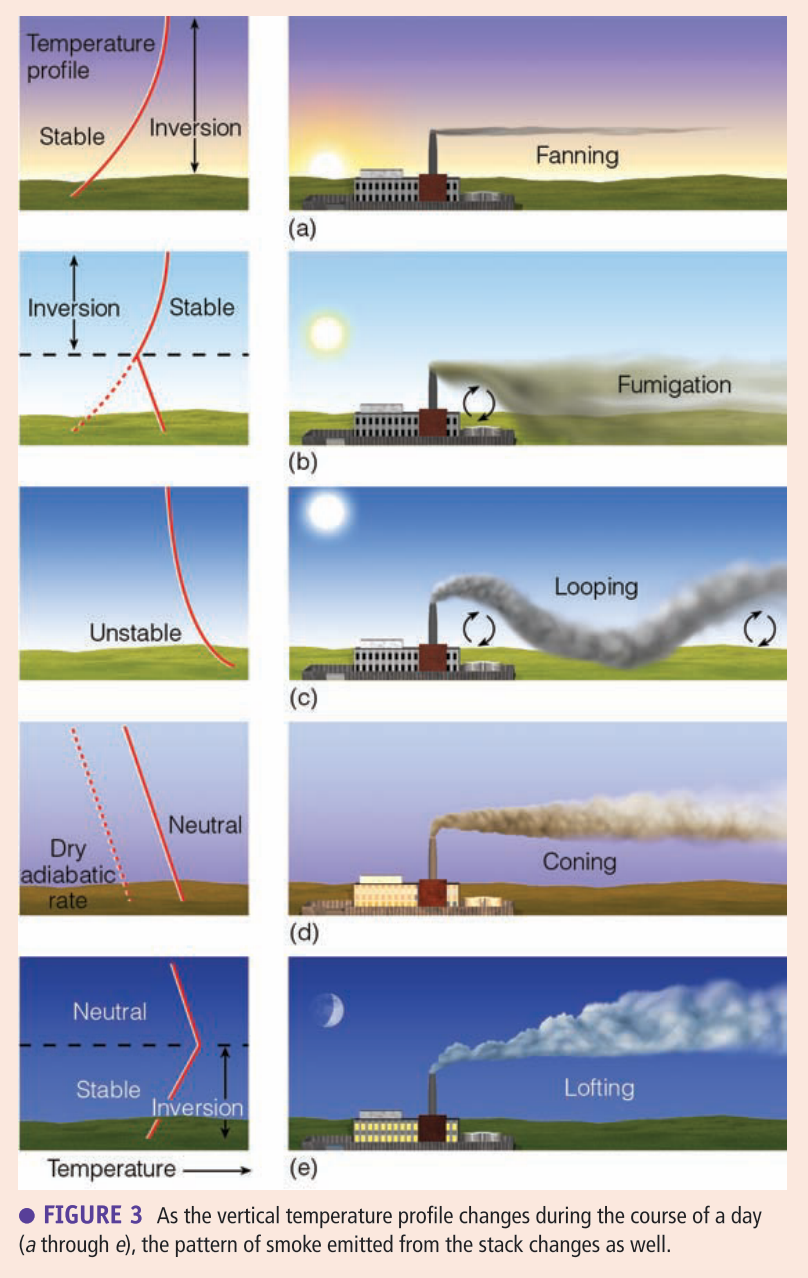 Temperature
profile
Stable
Inversion
Fanning
(a)
Inversion
Stable
Fumigation
(b)
Unstable
Looping
(c)
Neutral
Dry
adiabatic
rate
Coning
(d)
Neutral
Stable
Inversion
Lofting
Temperature
(e)
● FIGURE 3 As the vertical temperature profile changes during the course of a day
(a through e), the pattern of smoke emitted from the stack changes as well.